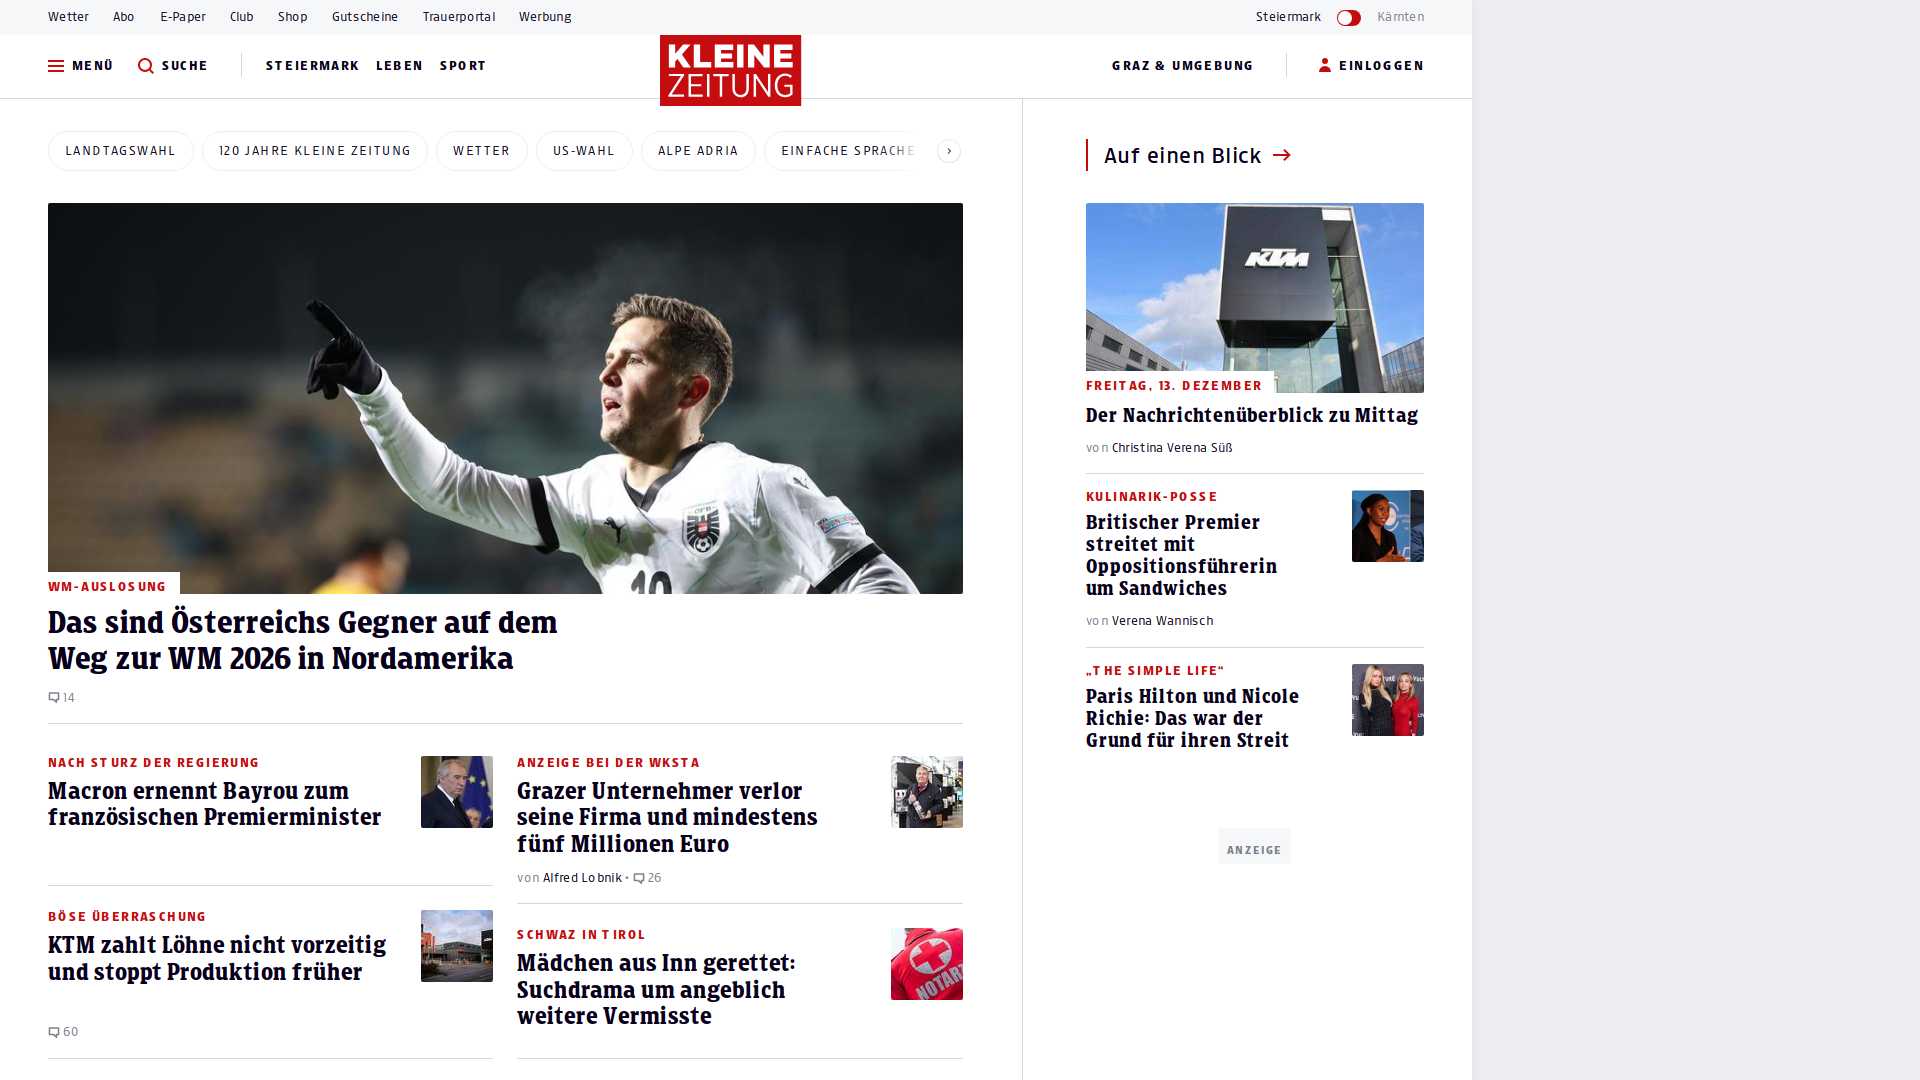 Wetter Abo E-Paper Club Shop Gutscheine Trauerportal Werbung Steiermark Kärnten
MENÜ SUCHE STEIERMARK LEBEN SPORT KLEINE ZEITUNG GRAZ & UMGEBUNG EINLOGGEN
LANDTAGSWAHL 120 JAHRE KLEINE ZEITUNG WETTER US-WAHL ALPE ADRIA EINFACHE SPRACHE
WM-AUSLOSUNG
Das sind Österreichs Gegner auf dem
Weg zur WM 2026 in Nordamerika
14
NACH STURZ DER REGIERUNG
Macron ernennt Bayrou zum
französischen Premierminister
BÖSE ÜBERRASCHUNG
KTM zahlt Löhne nicht vorzeitig
und stoppt Produktion früher
60
ANZEIGE BEI DER WKSTA
Grazer Unternehmer verlor
seine Firma und mindestens
fünf Millionen Euro
von Alfred Lobnik • 26
SCHWAZ IN TIROL
Mädchen aus Inn gerettet:
Suchdrama um angeblich
weitere Vermisste
NOTARZ
Auf einen Blick
KTM
FREITAG, 13. DEZEMBER
Der Nachrichtenüberblick zu Mittag
von Christina Verena Süß
KULINARIK-POSSE
Britischer Premier
streitet mit
Oppositionsführerin
um Sandwiches
von Verena Wannisch
„THE SIMPLE LIFE“
Paris Hilton und Nicole
Richie: Das war der
Grund für ihren Streit
ANZEIGE